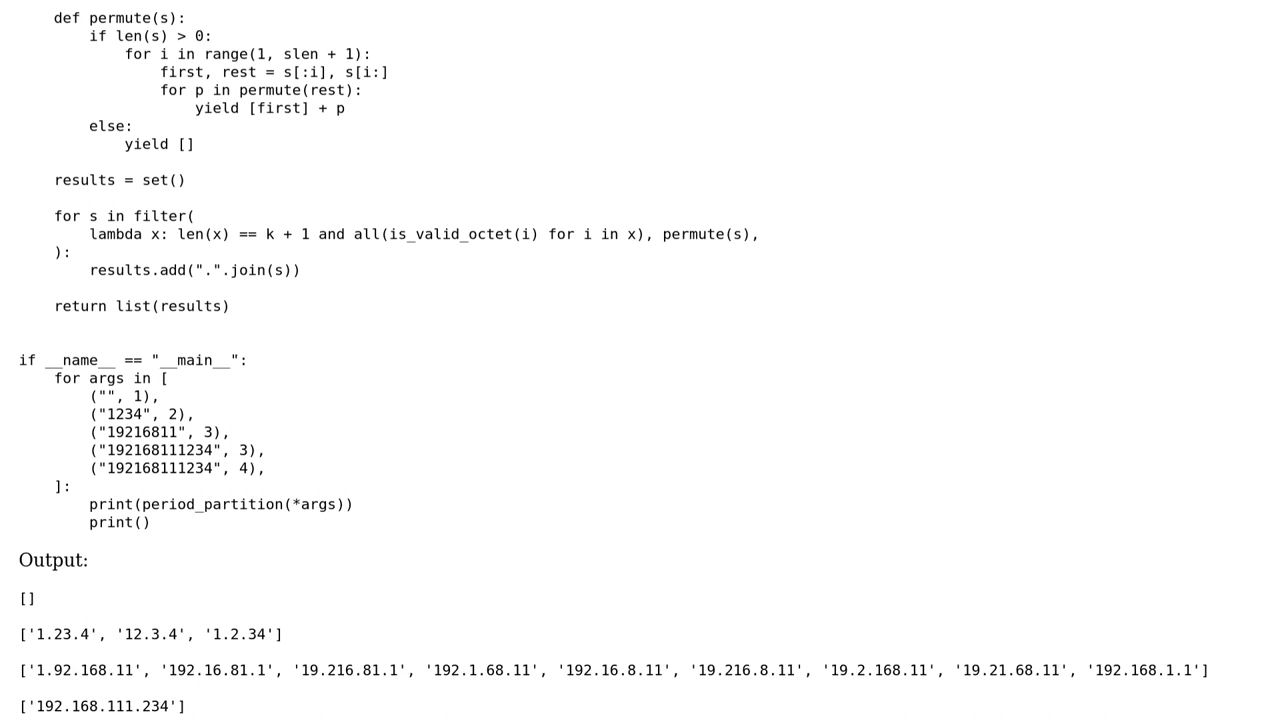 def permute(s):
if len(s) > 0:
for i in range(1, slen + 1):
first, rest = s[:i], s[i:]
for p in permute(rest):
yield [first] + p
else:
yield []
results = set()
for s in filter(
lambda x: len(x) == k + 1 and all(is_valid_octet(i) for i in x), permute(s),
):
results.add(".".join(s))
return list(results)
if __name__ == "__main__":
for args in [
("", 1),
("1234", 2),
("19216811", 3),
("192168111234", 3),
("192168111234", 4),
]:
print(period_partition(*args))
print()
Output:
[]
['1.23.4', '12.3.4', '1.2.34']
['1.92.168.11', '192.16.81.1', '19.216.81.1', '192.1.68.11', '192.16.8.11', '19.216.8.11', '19.2.168.11', '19.21.68.11', '192.168.1.1']
['192.168.111.234']